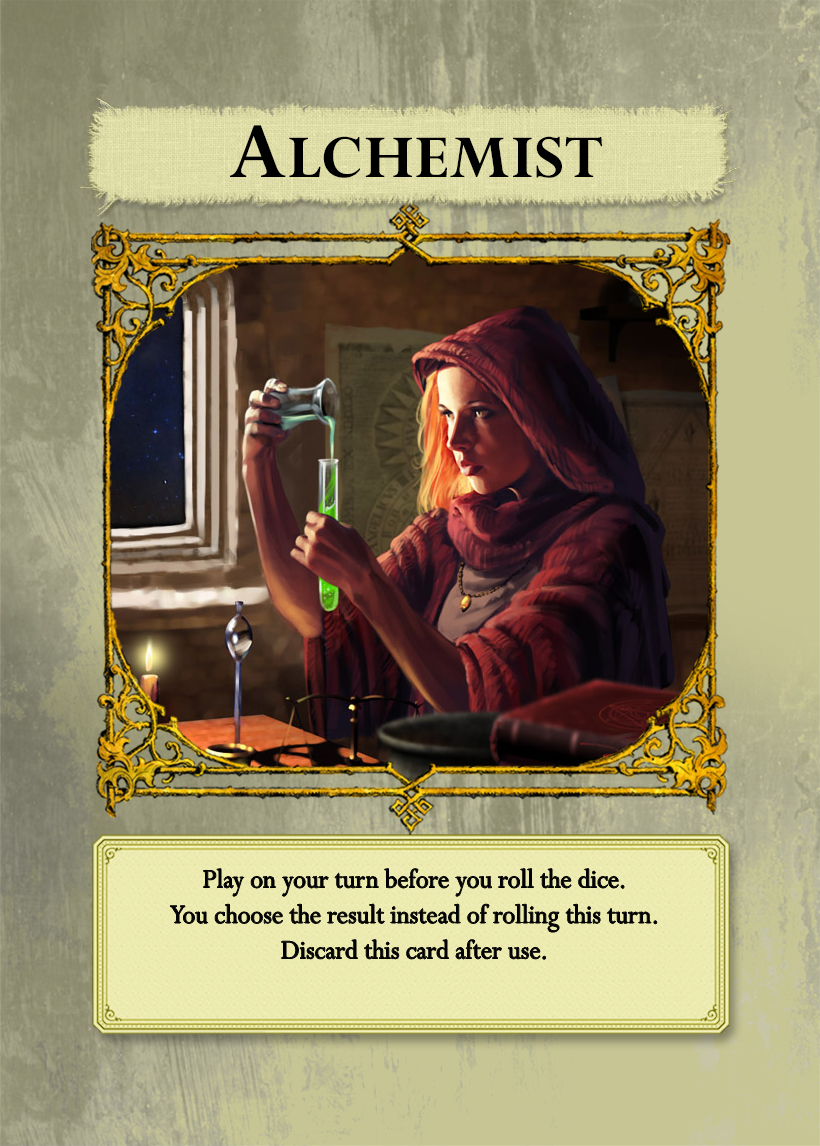 ALCHEMIST
Play on your turn before you roll the dice.
You choose the result instead of rolling this turn.
Discard this card after use.